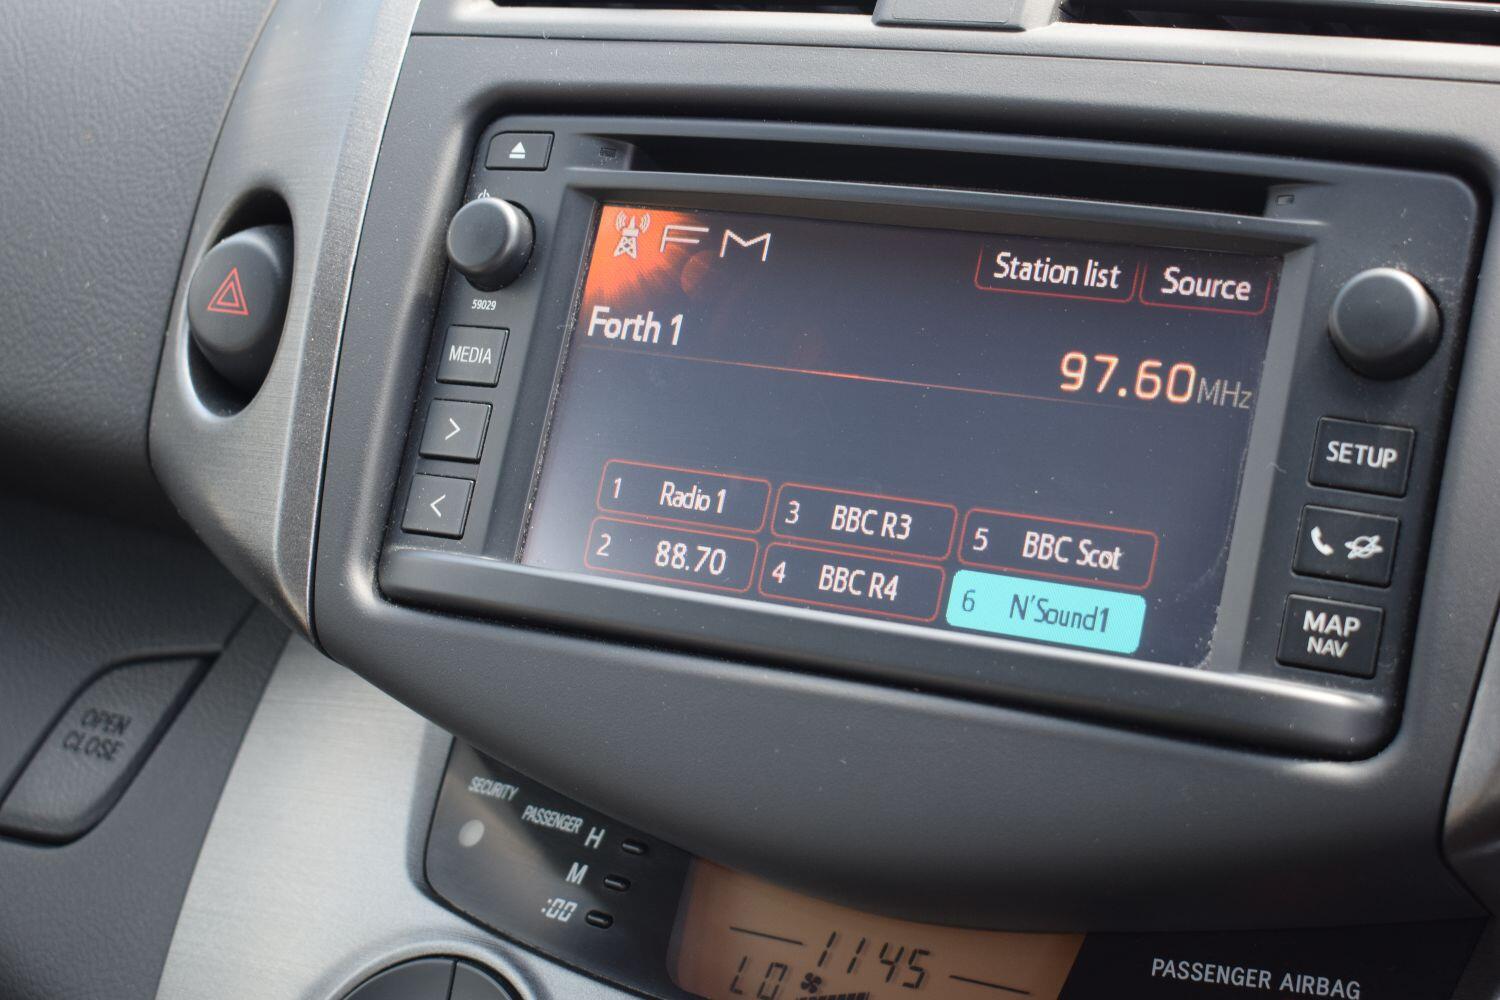 FM
Station list
Source
Forth 1
97.60 MHz
59029
MEDIA
>
<
1 Radio 1
3 BBC R3
5 BBC Scot
2 88.70
4 BBC R4
6 N'Sound1
SETUP
MAP
NAV
OPEN
CLOSE
SECURITY
PASSENGER
H
M
:00
1145
LO
PASSENGER AIRBAG